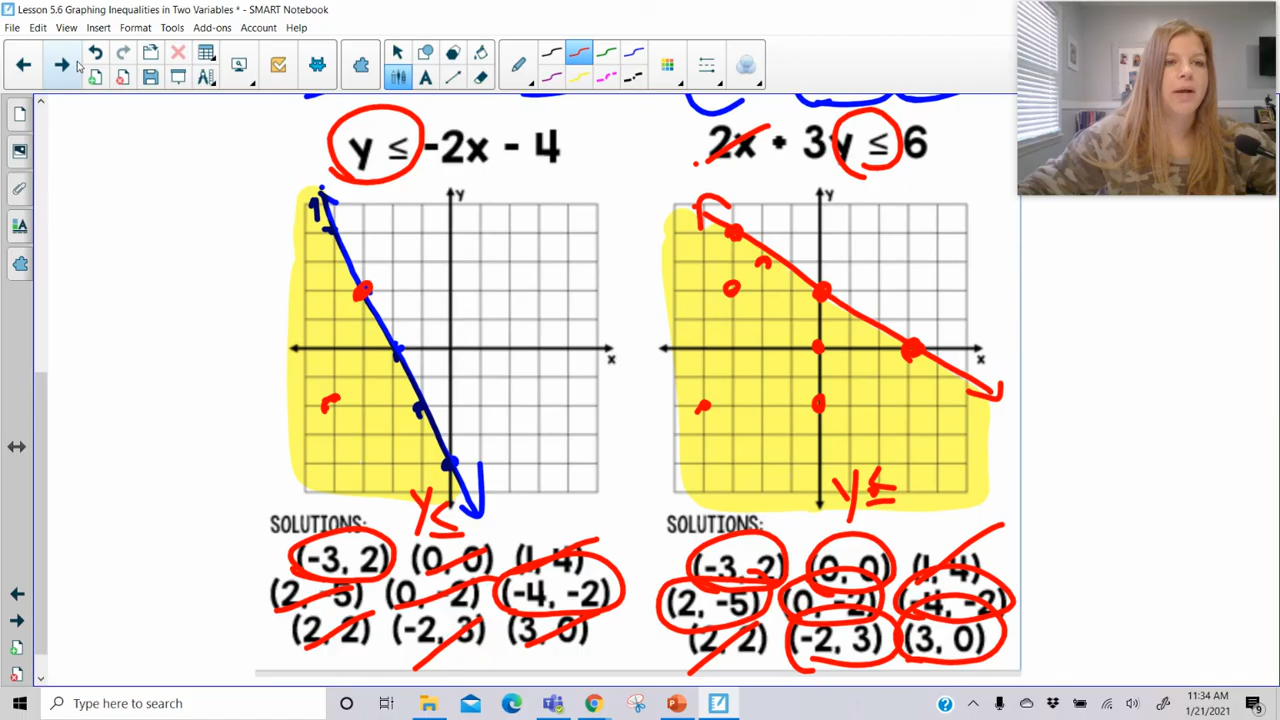 Lesson 5.6 Graphing Inequalities in Two Variables * - SMART Notebook
File Edit View Insert Format Tools Add-ons Account Help
y ≤ -2x - 4
2x + 3y ≤ 6
y
x
y
x
y≤
y≤
SOLUTIONS:
(-3, 2) (0, 0) (1, 4)
(2, -5) (0, -2) (-4, -2)
(2, 2) (-2, 3) (3, 0)
SOLUTIONS:
(-3, 2) (0, 0) (1, 4)
(2, -5) (0, -2) (-4, -2)
(2, 2) (-2, 3) (3, 0)
Type here to search
11:34 AM
1/21/2021
9